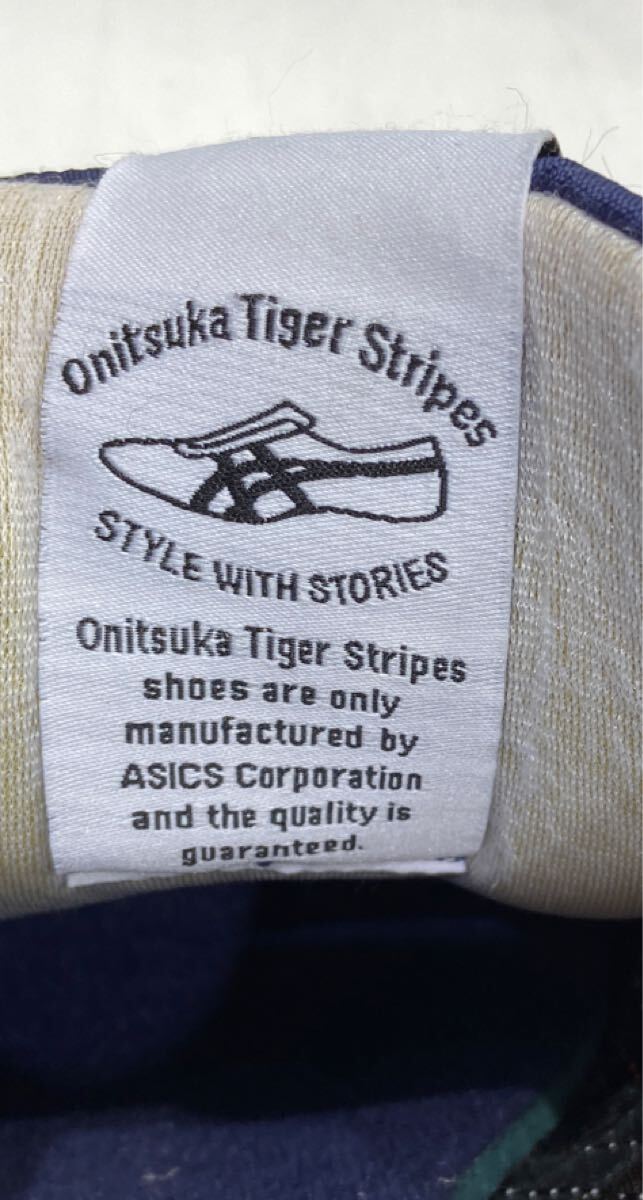 Onitsuka Tiger Stripes
STYLE WITH STORIES
Onitsuka Tiger Stripes
shoes are only
manufactured by
ASICS Corporation
and the quality is
guaranteed.